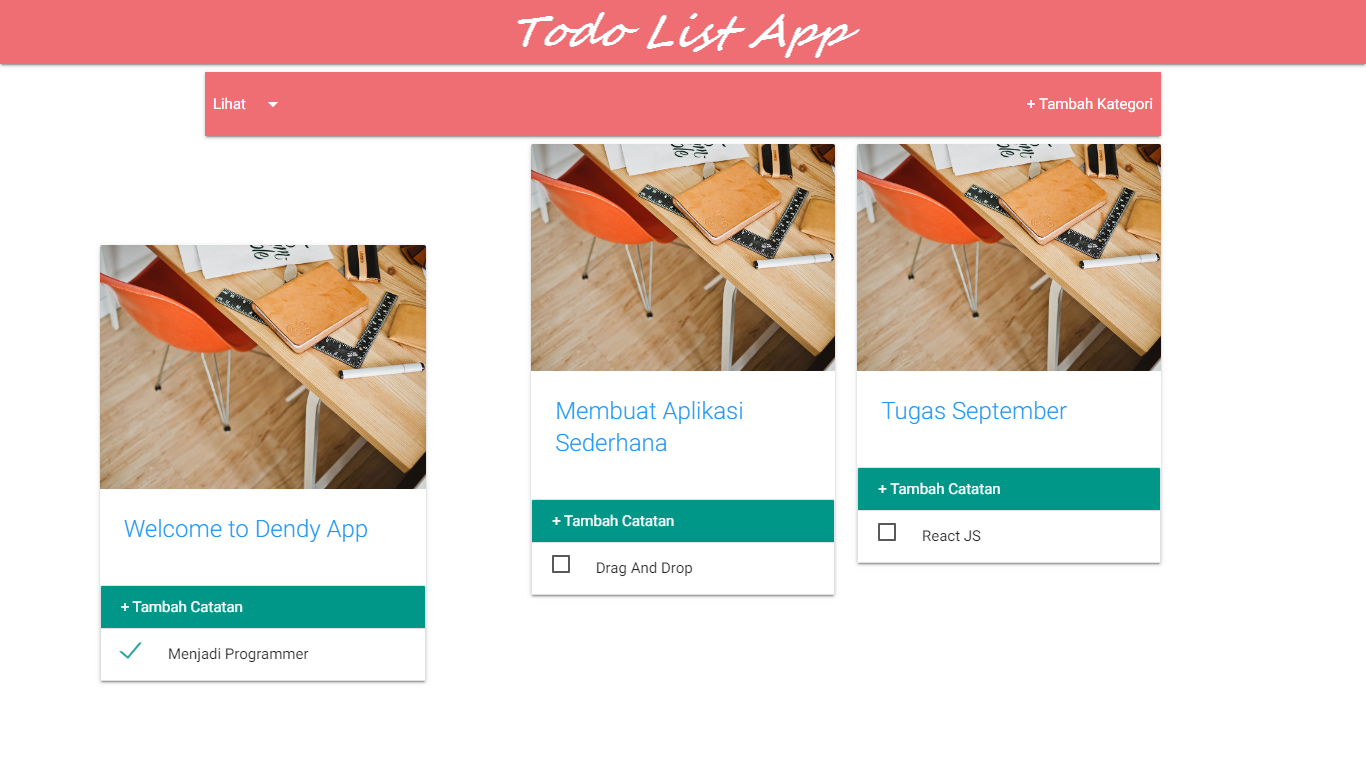 Todo List App
Lihat
+ Tambah Kategori
Welcome to Dendy App
+ Tambah Catatan
Menjadi Programmer
Membuat Aplikasi
Sederhana
+ Tambah Catatan
Drag And Drop
Tugas September
+ Tambah Catatan
React JS